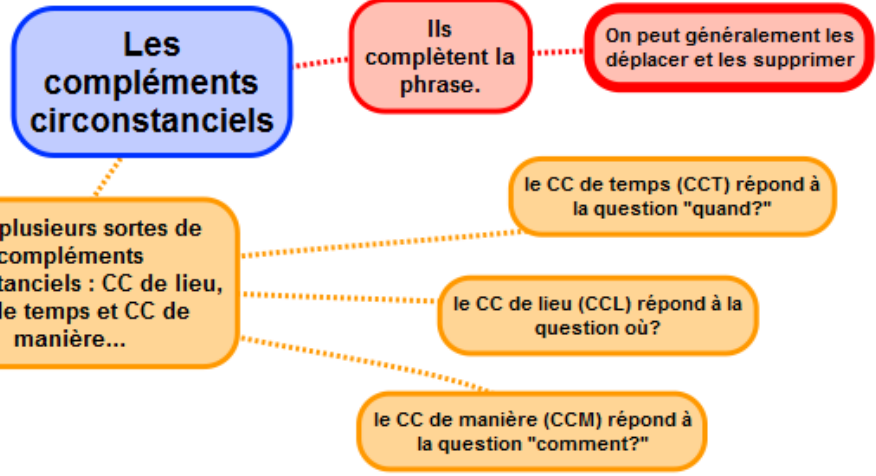 Les
compléments
circonstanciels
Ils
complètent la
phrase.
On peut généralement les
déplacer et les supprimer
plusieurs sortes de
compléments
tanciels : CC de lieu,
de temps et CC de
manière...
le CC de temps (CCT) répond à
la question "quand?"
le CC de lieu (CCL) répond à la
question où?
le CC de manière (CCM) répond à
la question "comment?"